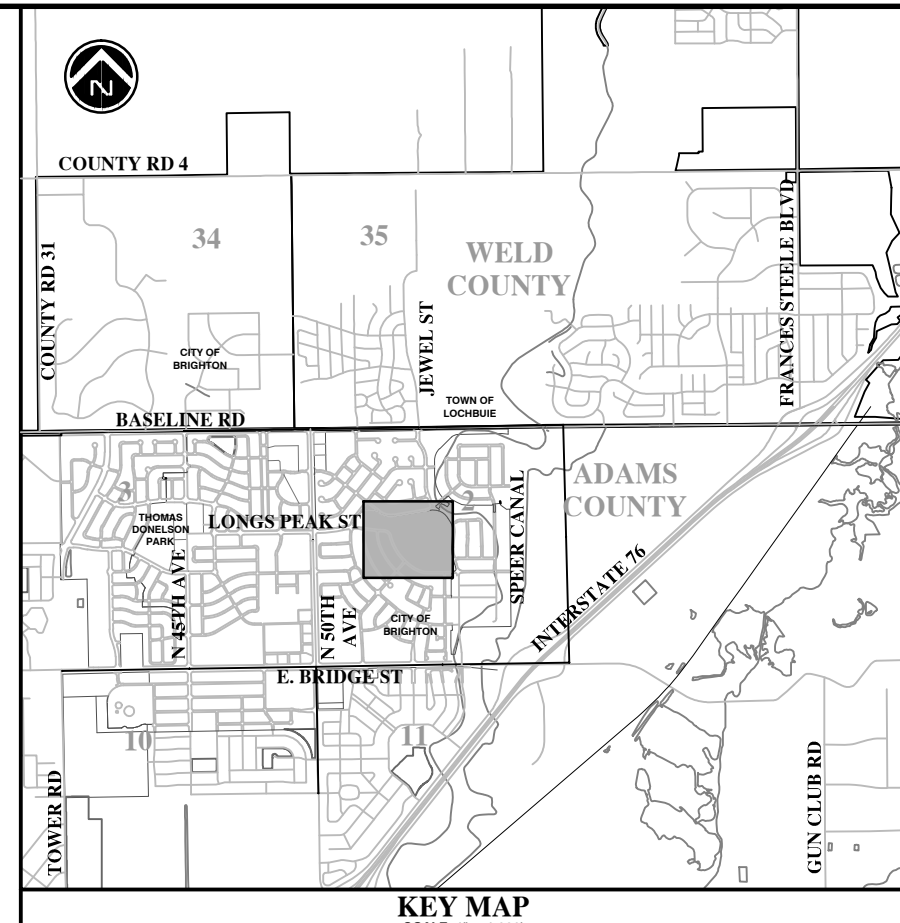 N
COUNTY RD 4
34
35
WELD
COUNTY
COUNTY RD 31
JEWEL ST
FRANCES STEELE BLVD
CITY OF
BRIGHTON
TOWN OF
LOCHBUIE
BASELINE RD
3
2
ADAMS
COUNTY
THOMAS
DONELSON
PARK
LONGS PEAK ST
SPEER CANAL
N 45TH AVE
N 50TH
AVE
CITY OF
BRIGHTON
INTERSTATE 76
E. BRIDGE ST
10
11
TOWER RD
GUN CLUB RD
KEY MAP